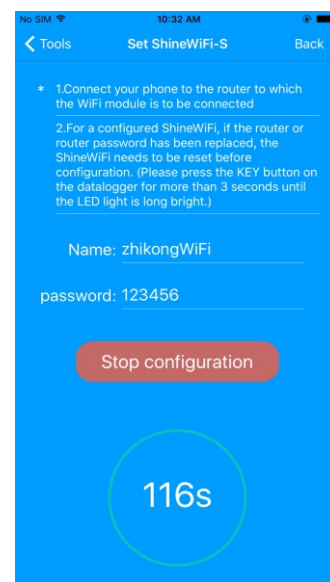 No SIM 10:32 AM
Tools Set ShineWiFi-S Back
* 1.Connect your phone to the router to which
the WiFi module is to be connected
2.For a configured ShineWiFi, if the router or
router password has been replaced, the
ShineWiFi needs to be reset before
configuration. (Please press the KEY button on
the datalogger for more than 3 seconds until
the LED light is long bright.)
Name: zhikongWiFi
password: 123456
Stop configuration
116s